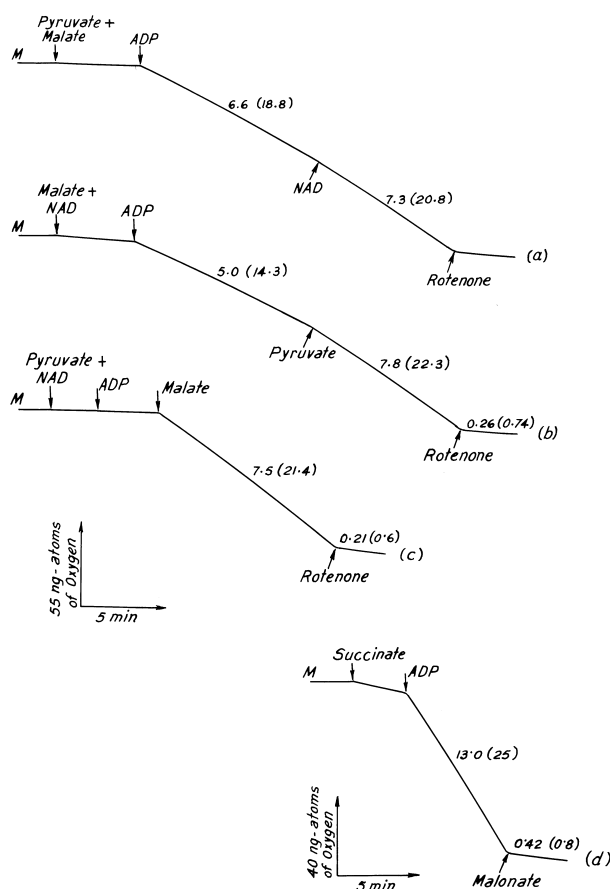 Pyruvate +
Malate
ADP
M
6.6 (18.8)
NAD
7.3 (20.8)
Rotenone
(a)
Malate +
NAD
ADP
M
5.0 (14.3)
Pyruvate
7.8 (22.3)
0.26 (0.74)
Rotenone
(b)
Pyruvate +
NAD
ADP
Malate
M
7.5 (21.4)
0.21 (0.6)
Rotenone
(c)
55 ng-atoms
of Oxygen
5 min
Succinate
M
ADP
13.0 (25)
0.42 (0.8)
Malonate
(d)
40 ng-atoms
of Oxygen
5 min